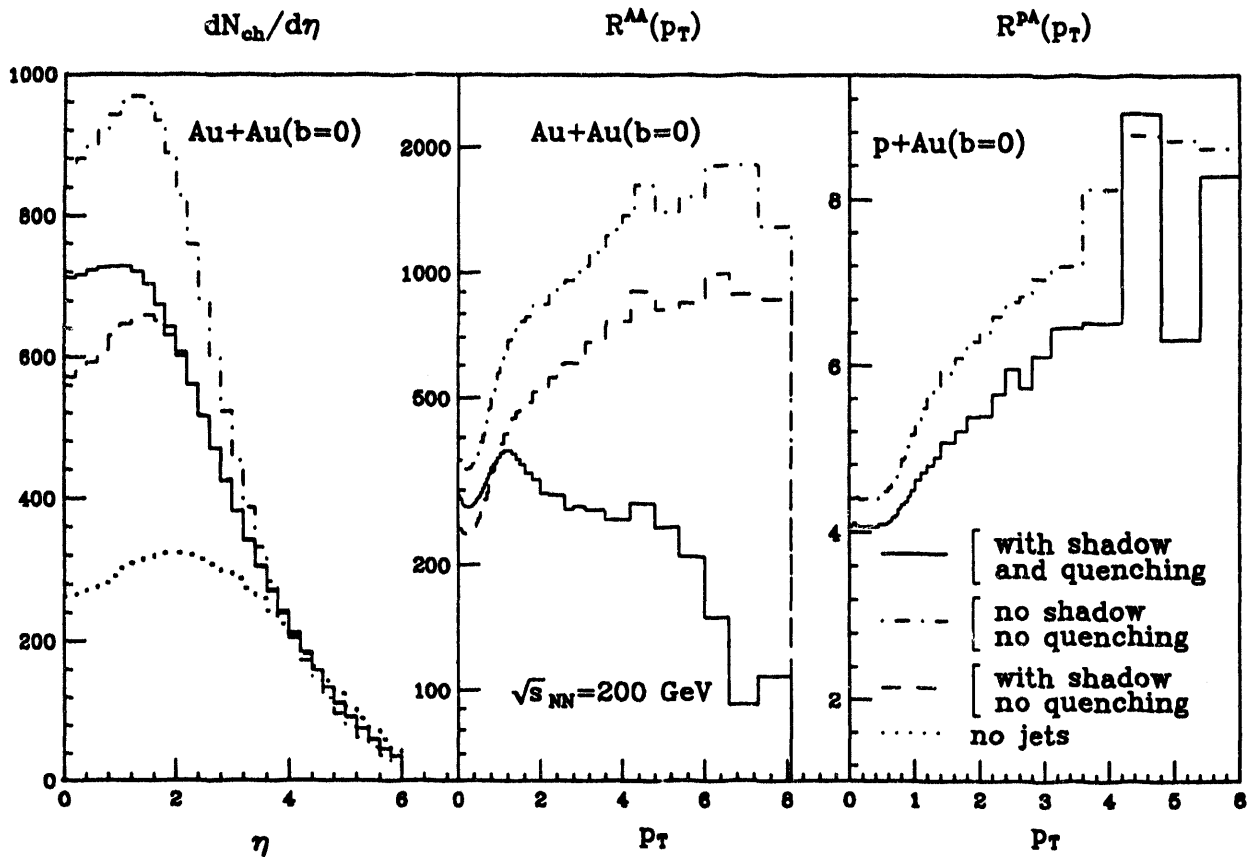 dN_ch/dη
R^AA(p_T)
R^pA(p_T)
1000
800
600
400
200
0
Au+Au(b=0)
0
2
4
6
η
2000
1000
500
200
100
Au+Au(b=0)
√s_NN=200 GeV
0
2
4
6
8
p_T
8
6
4
2
p+Au(b=0)
with shadow
and quenching
no shadow
no quenching
with shadow
no quenching
no jets
0
1
2
3
4
5
6
p_T